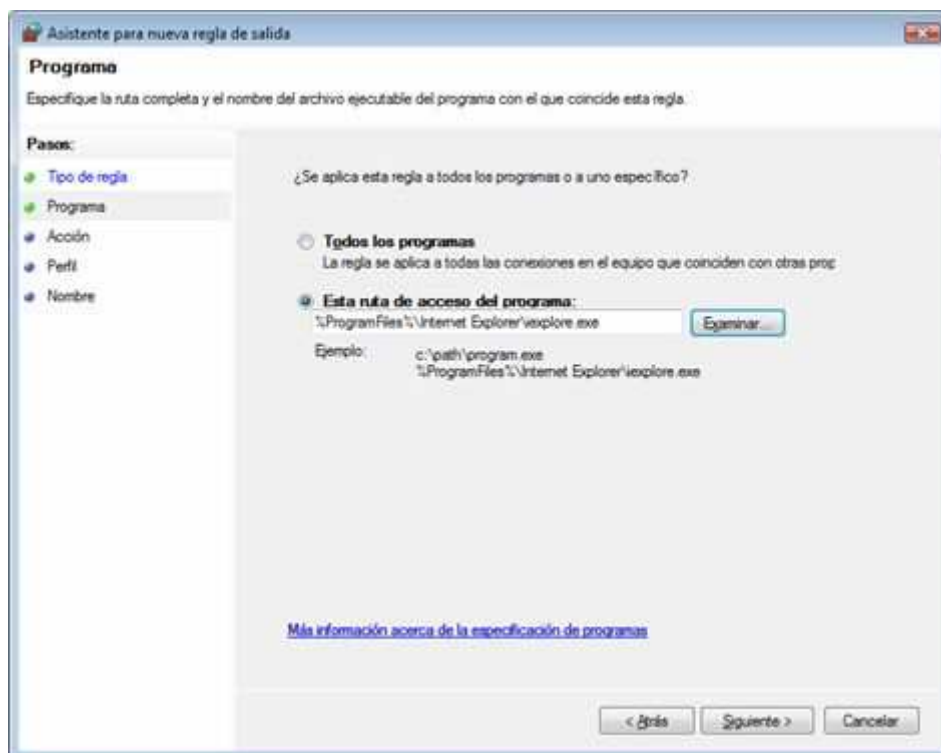 Asistente para nueva regla de salida
Programa
Especifique la ruta completa y el nombre del archivo ejecutable del programa con el que coincide esta regla.
Pasos:
Tipo de regla
Programa
Acción
Perfil
Nombre
¿Se aplica esta regla a todos los programas o a uno específico?
Todos los programas
La regla se aplica a todas las conexiones en el equipo que coinciden con otras prop
Esta ruta de acceso del programa:
%ProgramFiles%\Internet Explorer\iexplore.exe
Examinar...
Ejemplo:
c:\path\program.exe
%ProgramFiles%\Internet Explorer\iexplore.exe
Más información acerca de la especificación de programas
< Atrás
Siguiente >
Cancelar